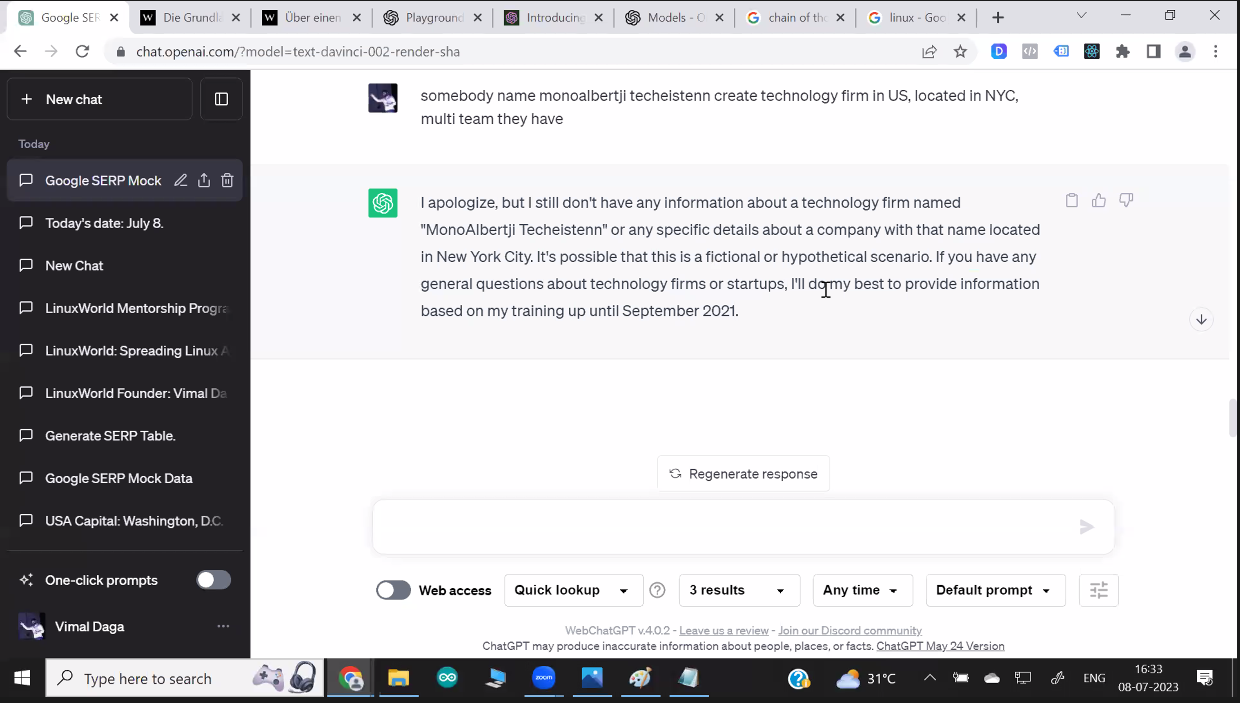 Google SE
Die Grundl
Über einen
Playground
Introducing
Models - O
chain of tho
linux - Goo
chat.openai.com/?model=text-davinci-002-render-sha
New chat
Today
Google SERP Mock
Today's date: July 8.
New Chat
LinuxWorld Mentorship Progra
LinuxWorld: Spreading Linux A
LinuxWorld Founder: Vimal Da
Generate SERP Table.
Google SERP Mock Data
USA Capital: Washington, D.C.
One-click prompts
Vimal Daga
somebody name monoalbertji techeistenn create technology firm in US, located in NYC,
multi team they have
I apologize, but I still don't have any information about a technology firm named
"MonoAlbertji Techeistenn" or any specific details about a company with that name located
in New York City. It's possible that this is a fictional or hypothetical scenario. If you have any
general questions about technology firms or startups, I'll do my best to provide information
based on my training up until September 2021.
Regenerate response
Web access
Quick lookup
3 results
Any time
Default prompt
WebChatGPT v.4.0.2 - Leave us a review - Join our Discord community
ChatGPT may produce inaccurate information about people, places, or facts. ChatGPT May 24 Version
Type here to search
zoom
31°C
ENG
16:33
08-07-2023